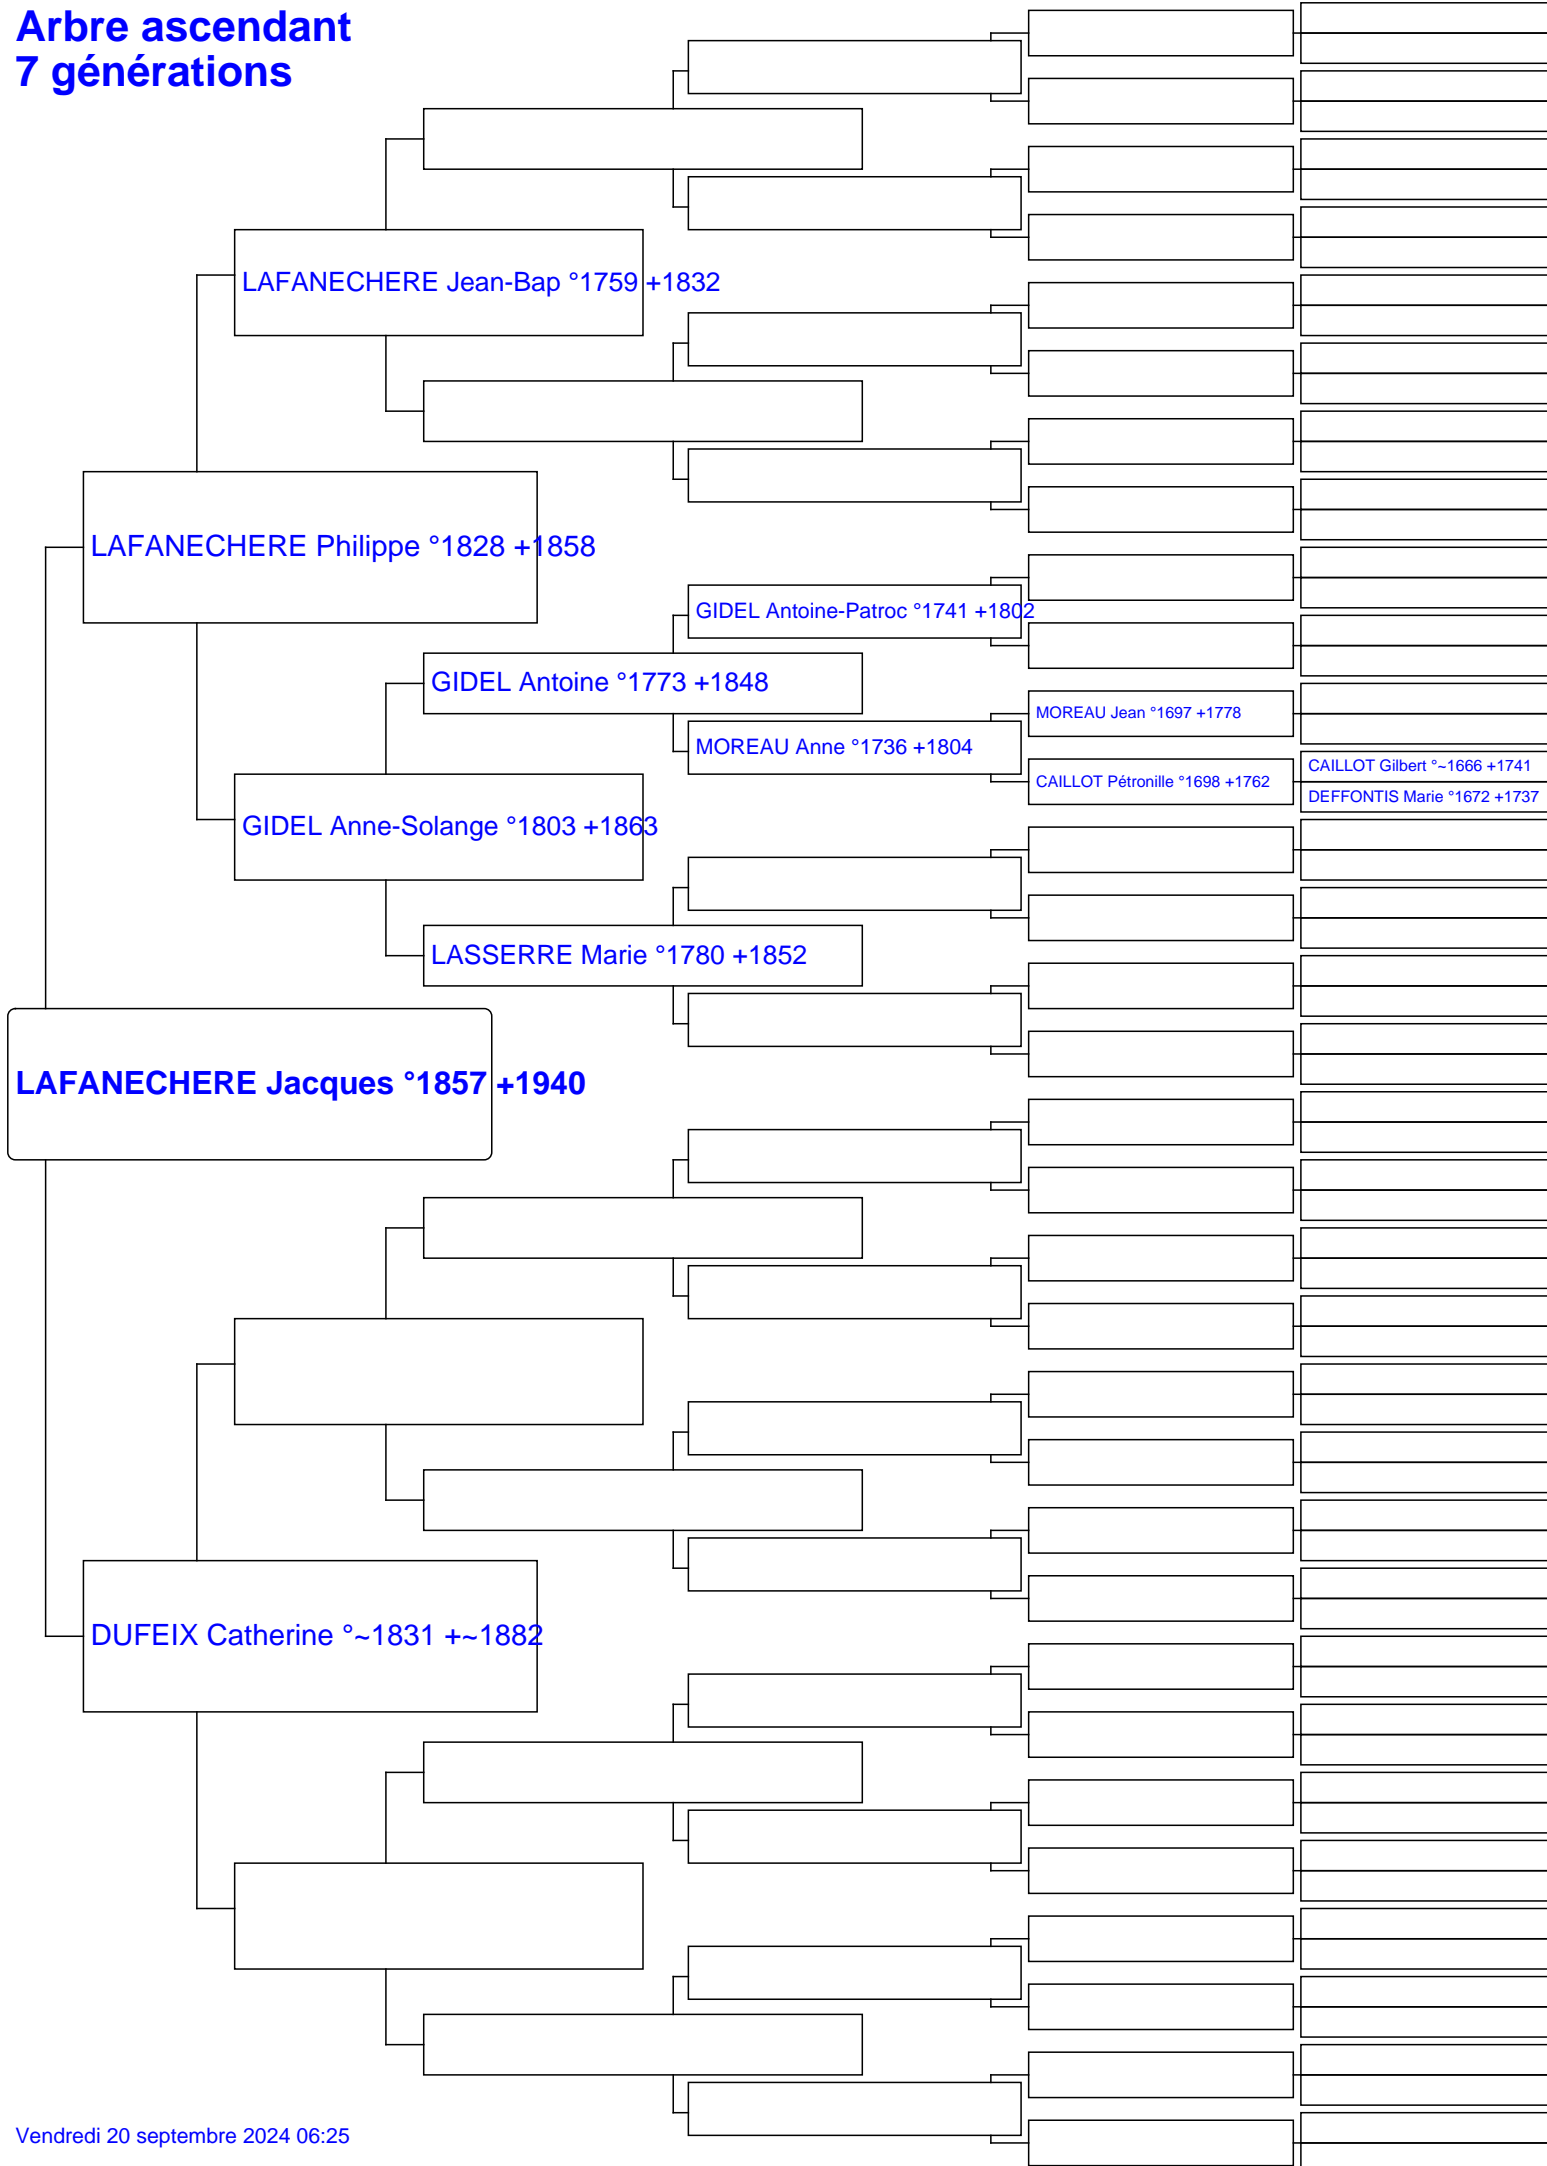 Arbre ascendant
7 générations
LAFANECHERE Jean-Bap °1759 +1832
LAFANECHERE Philippe °1828 +1858
GIDEL Antoine-Patroc °1741 +1802
GIDEL Antoine °1773 +1848
MOREAU Jean °1697 +1778
MOREAU Anne °1736 +1804
CAILLOT Gilbert °~1666 +1741
CAILLOT Pétronille °1698 +1762
DEFFONTIS Marie °1672 +1737
GIDEL Anne-Solange °1803 +1863
LASSERRE Marie °1780 +1852
LAFANECHERE Jacques °1857 +1940
DUFEIX Catherine °~1831 +~1882
Vendredi 20 septembre 2024 06:25